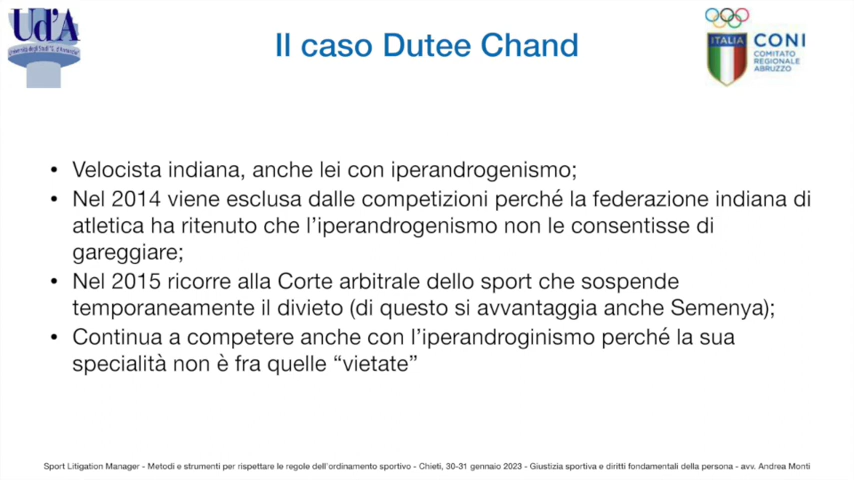 Ud'A
Il caso Dutee Chand
ITALIA
CONI
COMITATO
REGIONALE
ABRUZZO
• Velocista indiana, anche lei con iperandrogenismo;
• Nel 2014 viene esclusa dalle competizioni perché la federazione indiana di
atletica ha ritenuto che l'iperandrogenismo non le consentisse di
gareggiare;
• Nel 2015 ricorre alla Corte arbitrale dello sport che sospende
temporaneamente il divieto (di questo si avvantaggia anche Semenya);
• Continua a competere anche con l'iperandroginismo perché la sua
specialità non è fra quelle “vietate”
Sport Litigation Manager - Metodi e strumenti per rispettare le regole dell'ordinamento sportivo - Chieti, 30-31 gennaio 2023 - Giustizia sportiva e diritti fondamentali della persona - avv. Andrea Monti